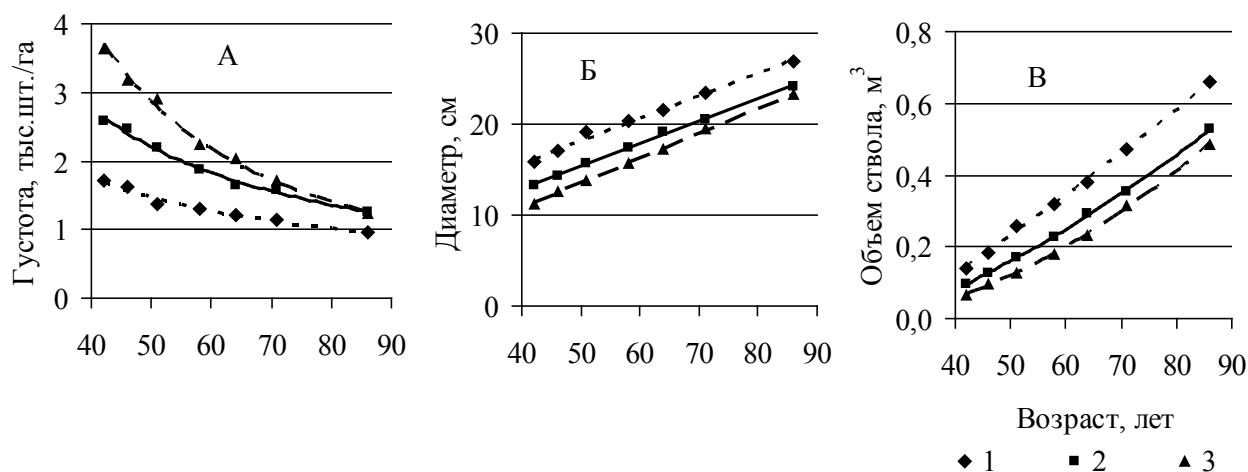 А
Густота, тыс.шт./га
4
3
2
1
0
40 50 60 70 80 90
Б
Диаметр, см
30
20
10
0
40 50 60 70 80 90
В
Объем ствола, м³
0,8
0,6
0,4
0,2
0,0
40 50 60 70 80 90
Возраст, лет
1 2 3